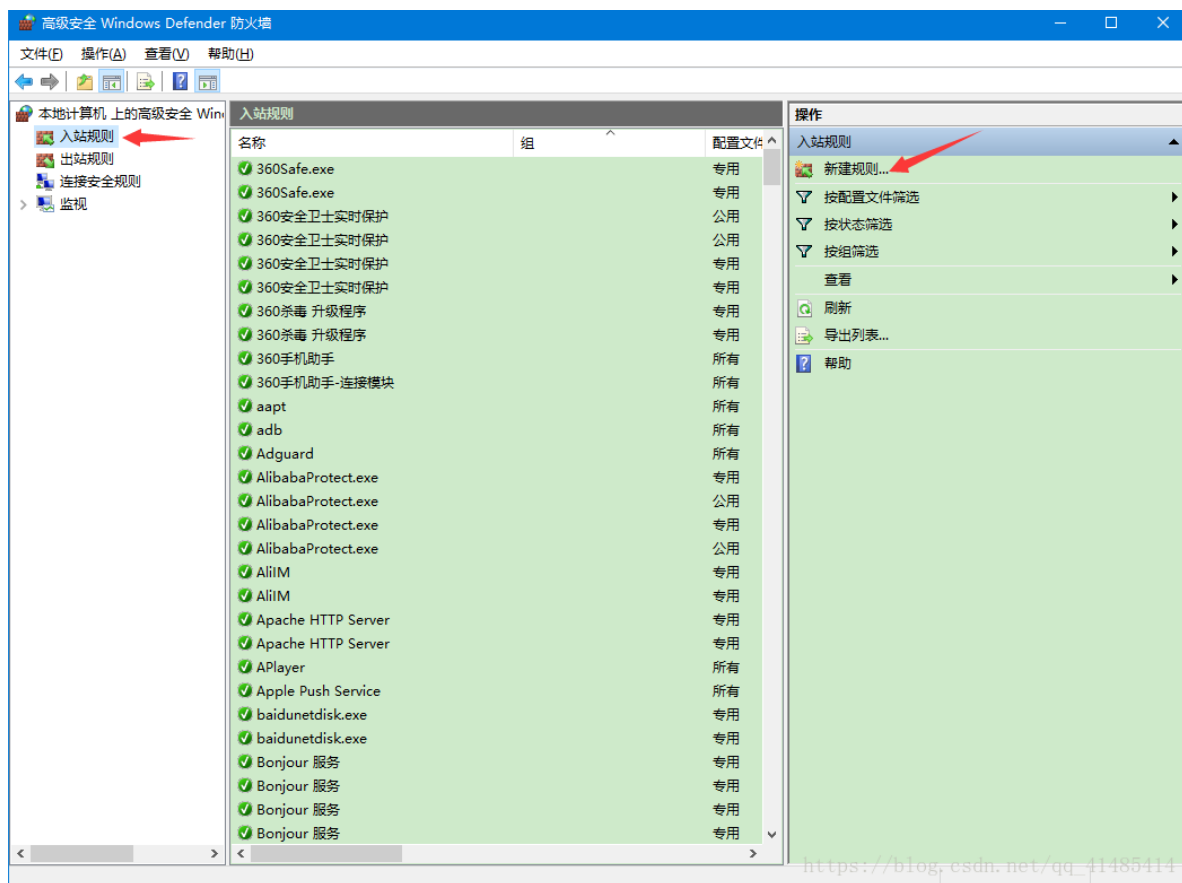 高级安全 Windows Defender 防火墙
文件(F) 操作(A) 查看(V) 帮助(H)
本地计算机 上的高级安全 Win
入站规则
出站规则
连接安全规则
监视
入站规则
名称 组 配置文件
360Safe.exe 专用
360Safe.exe 专用
360安全卫士实时保护 公用
360安全卫士实时保护 公用
360安全卫士实时保护 专用
360安全卫士实时保护 专用
360杀毒 升级程序 专用
360杀毒 升级程序 专用
360手机助手 所有
360手机助手-连接模块 所有
aapt 所有
adb 所有
Adguard 所有
AlibabaProtect.exe 专用
AlibabaProtect.exe 公用
AlibabaProtect.exe 专用
AlibabaProtect.exe 公用
AliIM 专用
AliIM 专用
Apache HTTP Server 专用
Apache HTTP Server 专用
APlayer 所有
Apple Push Service 所有
baidunetdisk.exe 专用
baidunetdisk.exe 专用
Bonjour 服务 专用
Bonjour 服务 专用
Bonjour 服务 专用
Bonjour 服务 专用
操作
入站规则
新建规则...
按配置文件筛选
按状态筛选
按组筛选
查看
刷新
导出列表...
帮助
https://blog.csdn.net/qq_41485414